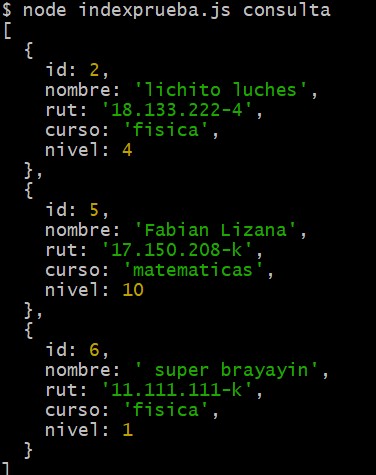 $ node indexprueba.js consulta
[
  {
    id: 2,
    nombre: 'lichito luches',
    rut: '18.133.222-4',
    curso: 'fisica',
    nivel: 4
  },
  {
    id: 5,
    nombre: 'Fabian Lizana',
    rut: '17.150.208-k',
    curso: 'matematicas',
    nivel: 10
  },
  {
    id: 6,
    nombre: ' super brayayin',
    rut: '11.111.111-k',
    curso: 'fisica',
    nivel: 1
  }
]